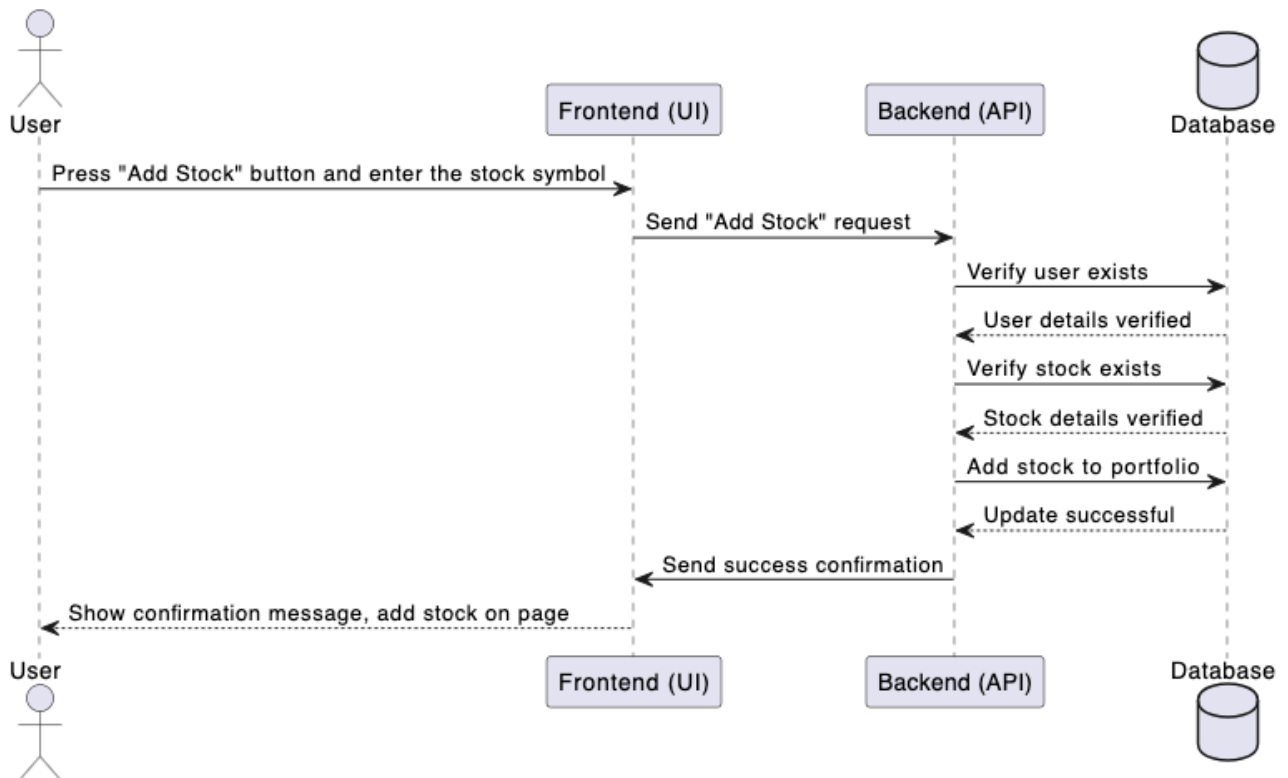 User
Frontend (UI)
Backend (API)
Database
Press "Add Stock" button and enter the stock symbol
Send "Add Stock" request
Verify user exists
User details verified
Verify stock exists
Stock details verified
Add stock to portfolio
Update successful
Send success confirmation
Show confirmation message, add stock on page
User
Frontend (UI)
Backend (API)
Database